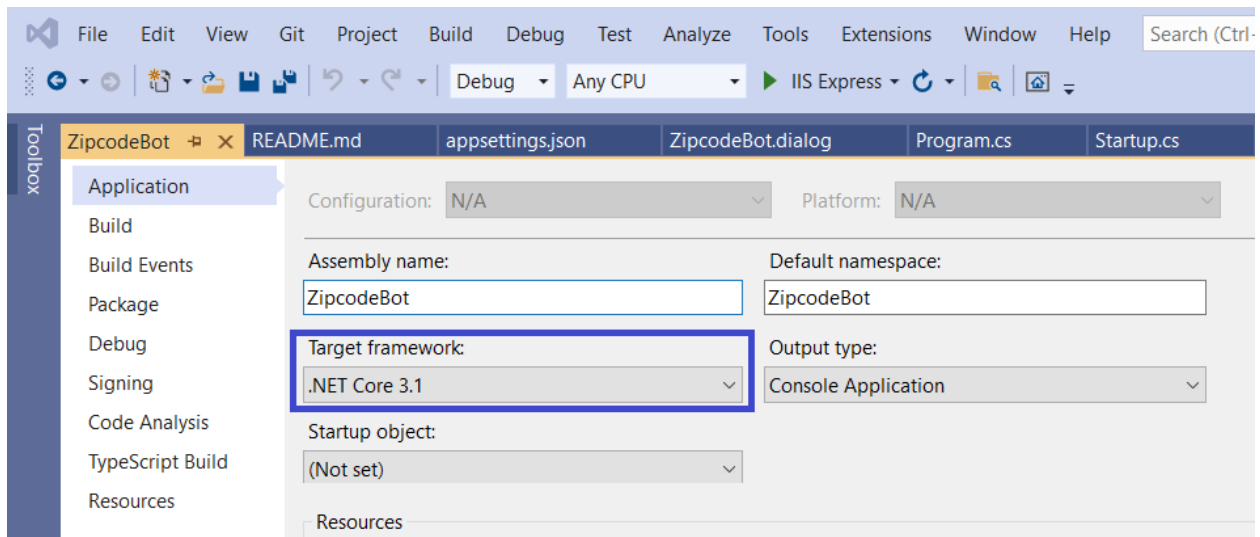 File Edit View Git Project Build Debug Test Analyze Tools Extensions Window Help Search (Ctrl-
Debug Any CPU IIS Express
Toolbox
ZipcodeBot README.md appsettings.json ZipcodeBot.dialog Program.cs Startup.cs
Application
Build
Build Events
Package
Debug
Signing
Code Analysis
TypeScript Build
Resources
Configuration: N/A Platform: N/A
Assembly name: Default namespace:
ZipcodeBot ZipcodeBot
Target framework: Output type:
.NET Core 3.1 Console Application
Startup object:
(Not set)
Resources